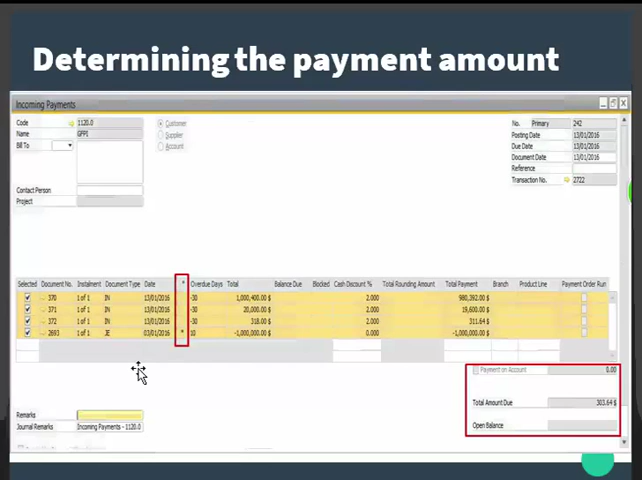 Determining the payment amount
Incoming Payments
Code 1120.0 Customer No. Primary 242
Name GFPI Supplier Posting Date 13/01/2016
Bill To Account Due Date 13/01/2016
Document Date 13/01/2016
Reference
Contact Person Transaction No. 2722
Project
Selected Document No. Instalment Document Type Date * Overdue Days Total Balance Due Blocked Cash Discount % Total Rounding Amount Total Payment Branch Product Line Payment Order Run
370 1 of 1 IN 13/01/2016 -30 1,000,400.00 $ 2.000 980,392.00 $
371 1 of 1 IN 13/01/2016 -30 20,000.00 $ 2.000 19,600.00 $
372 1 of 1 IN 13/01/2016 -30 318.00 $ 2.000 311.64 $
2693 1 of 1 JE 03/01/2016 * 10 -1,000,000.00 $ 0.000 -1,000,000.00 $
Payment on Account 0.00
Total Amount Due 303.64 $
Remarks
Journal Remarks Incoming Payments - 1120.0 Open Balance